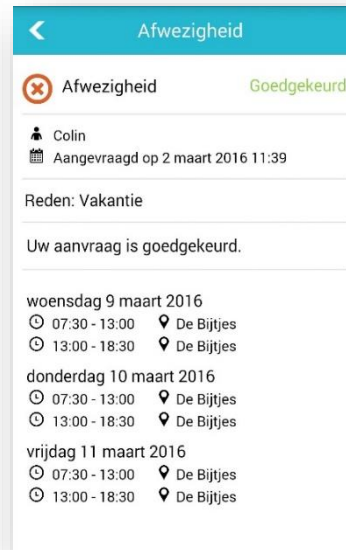 Afwezigheid
Afwezigheid Goedgekeurd
Colin
Aangevraagd op 2 maart 2016 11:39
Reden: Vakantie
Uw aanvraag is goedgekeurd.
woensdag 9 maart 2016
07:30 - 13:00 De Bijtjes
13:00 - 18:30 De Bijtjes
donderdag 10 maart 2016
07:30 - 13:00 De Bijtjes
13:00 - 18:30 De Bijtjes
vrijdag 11 maart 2016
07:30 - 13:00 De Bijtjes
13:00 - 18:30 De Bijtjes